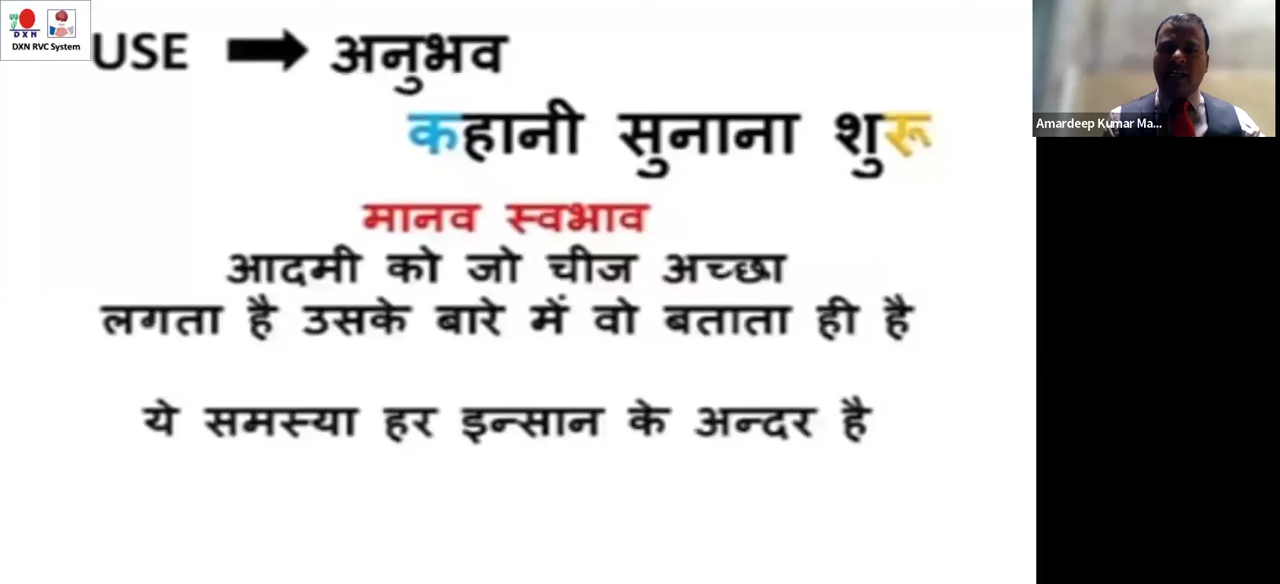 DXN
DXN RVC System
USE → अनुभव
कहानी सुनाना शुरू
मानव स्वभाव
आदमी को जो चीज अच्छा
लगता है उसके बारे में वो बताता ही है
ये समस्या हर इन्सान के अन्दर है
Amardeep Kumar Ma...